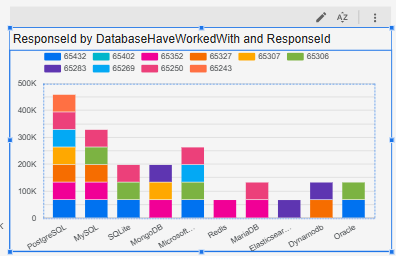 ResponseId by DatabaseHaveWorkedWith and ResponseId
65432 65402 65352 65327 65307 65306
65283 65269 65250 65243
500K
400K
300K
200K
100K
0
PostgreSQL MySQL SQLite MongoDB Microsoft... Redis MariaDB Elasticsear... Dynamodb Oracle